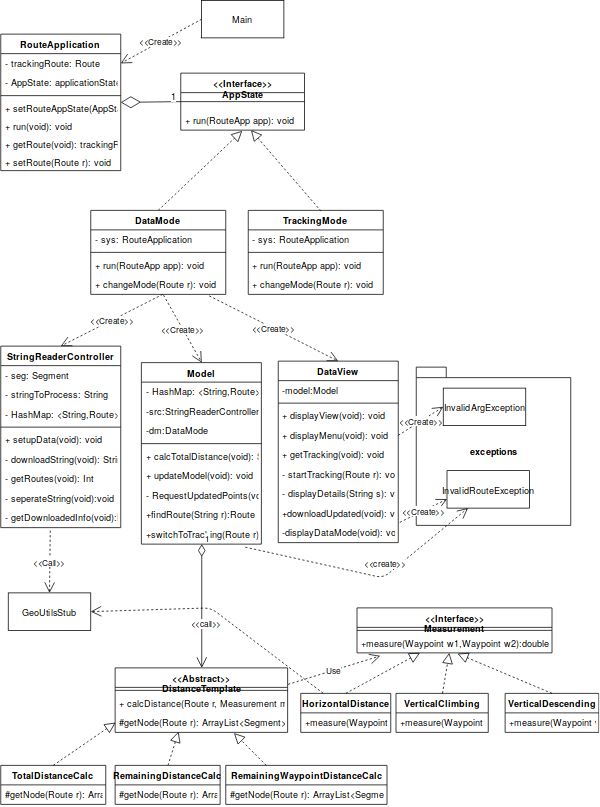 Main
<<Create>>
RouteApplication
- trackingRoute: Route
- AppState: applicationStat
+ setRouteAppState(AppSt
+ run(void): void
+ getRoute(void): trackingF
+ setRoute(Route r): void
1
<<Interface>>
AppState
+ run(RouteApp app): void
DataMode
- sys: RouteApplication
+ run(RouteApp app): void
+ changeMode(Route r): void
TrackingMode
- sys: RouteApplication
+ run(RouteApp app): void
+ changeMode(Route r): void
<<Create>>
<<Create>>
<<Create>>
StringReaderController
- seg: Segment
- stringToProcess: String
- HashMap: <String,Route>
+ setupData(void): void
- downloadString(void): Stri
- getRoutes(void): Int
- seperateString(void):void
- getDownloadedInfo(void):
Model
- HashMap: <String,Route>
-src:StringReaderController
-dm:DataMode
+ calcTotalDistance(void):
+ updateModel(void): void
- RequestUpdatedPoints(vo
+findRoute(String r):Route
+switchToTracking(Route r)
DataView
-model:Model
+ displayView(void): void
+ displayMenu(void): void
+ getTracking(void): void
- startTracking(Route r): vo
- displayDetails(String s): v
+downloadUpdated(void): v
-displayDataMode(void): vo
<<Create>>
<<Create>>
<<create>>
InvalidArgException
exceptions
InvalidRouteException
<<Call>>
GeoUtilsStub
<<call>>
<<Interface>>
Measurement
+measure(Waypoint w1,Waypoint w2):double
Use
<<Abstract>>
DistanceTemplate
+ calcDistance(Route r, Measurement m
#getNode(Route r): ArrayList<Segment>
HorizontalDistance
+measure(Waypoint
VerticalClimbing
+measure(Waypoint
VerticalDescending
+measure(Waypoint
TotalDistanceCalc
#getNode(Route r): Arra
RemainingDistanceCalc
#getNode(Route r): Arra
RemainingWaypointDistanceCalc
#getNode(Route r): ArrayList<Segme